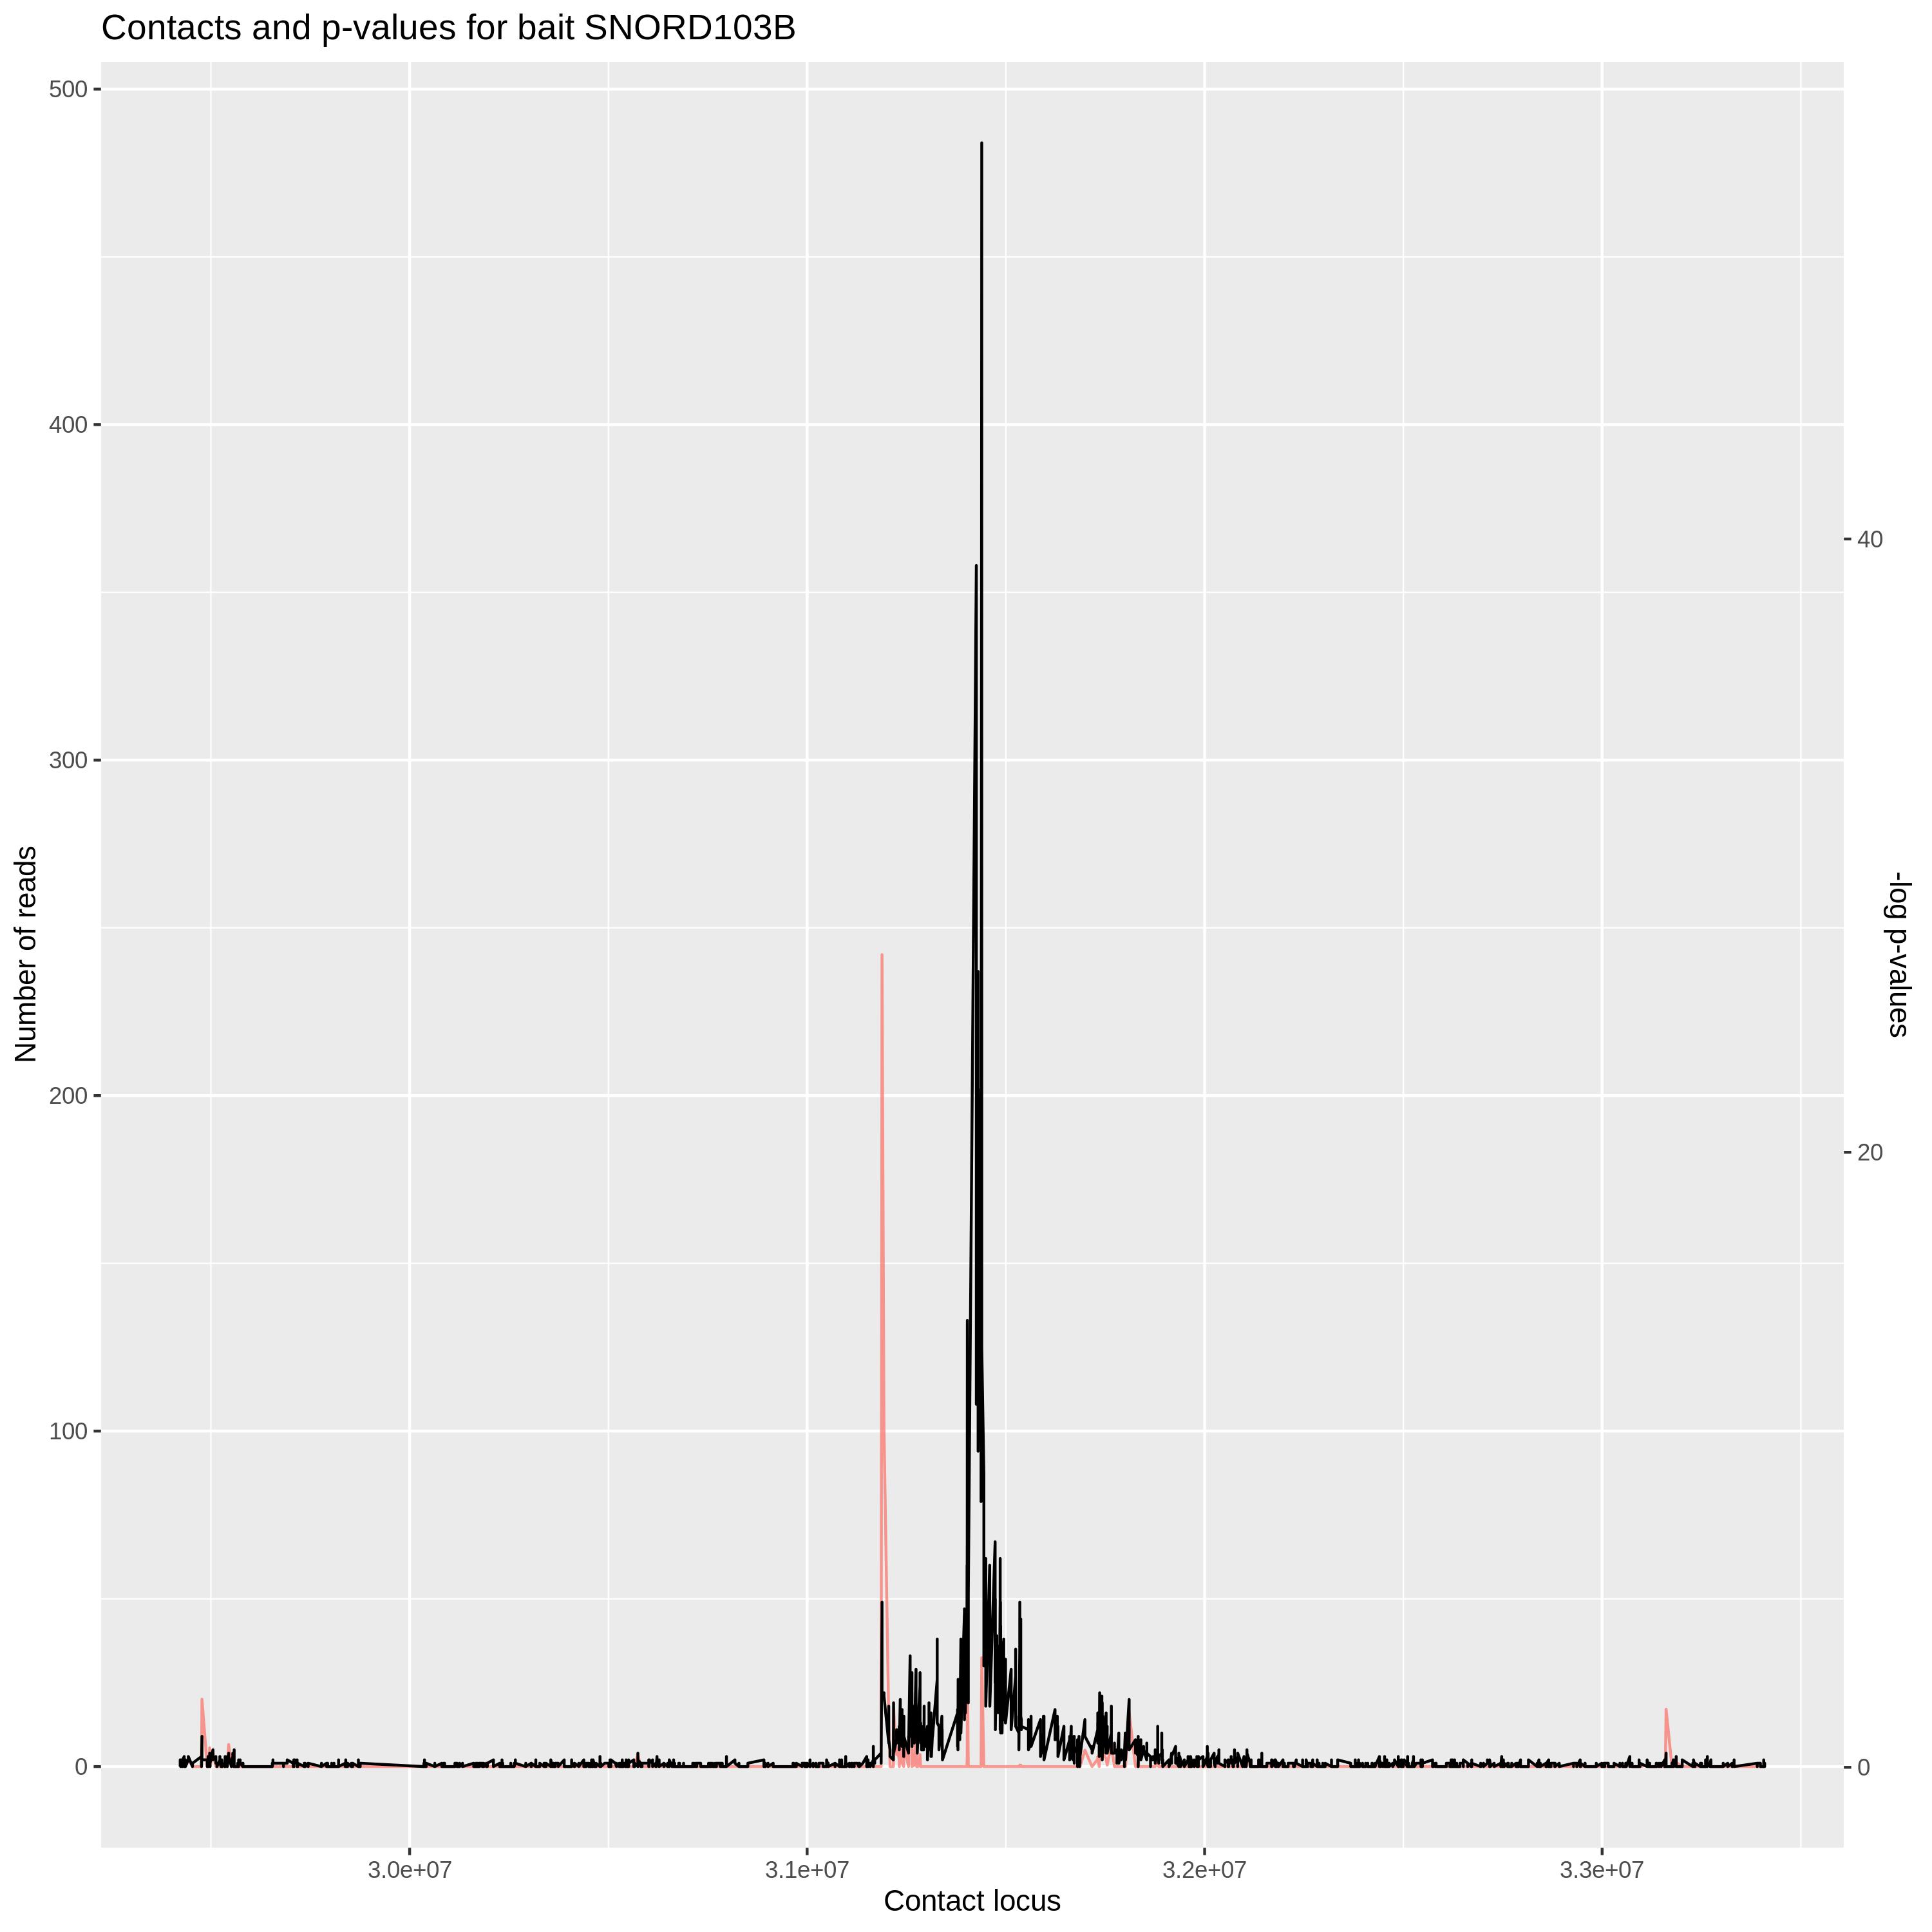 Contacts and p-values for bait SNORD103B
500
400
300
200
100
0
Number of reads
40
20
0
-log p-values
3.0e+07
3.1e+07
3.2e+07
3.3e+07
Contact locus